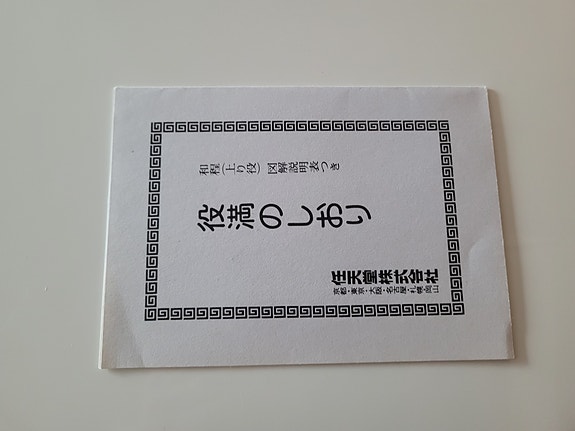 和程(上り役) 図解説明表つき
役満のしおり
任天堂株式会社
京都・東京・大阪・名古屋・札幌・岡山